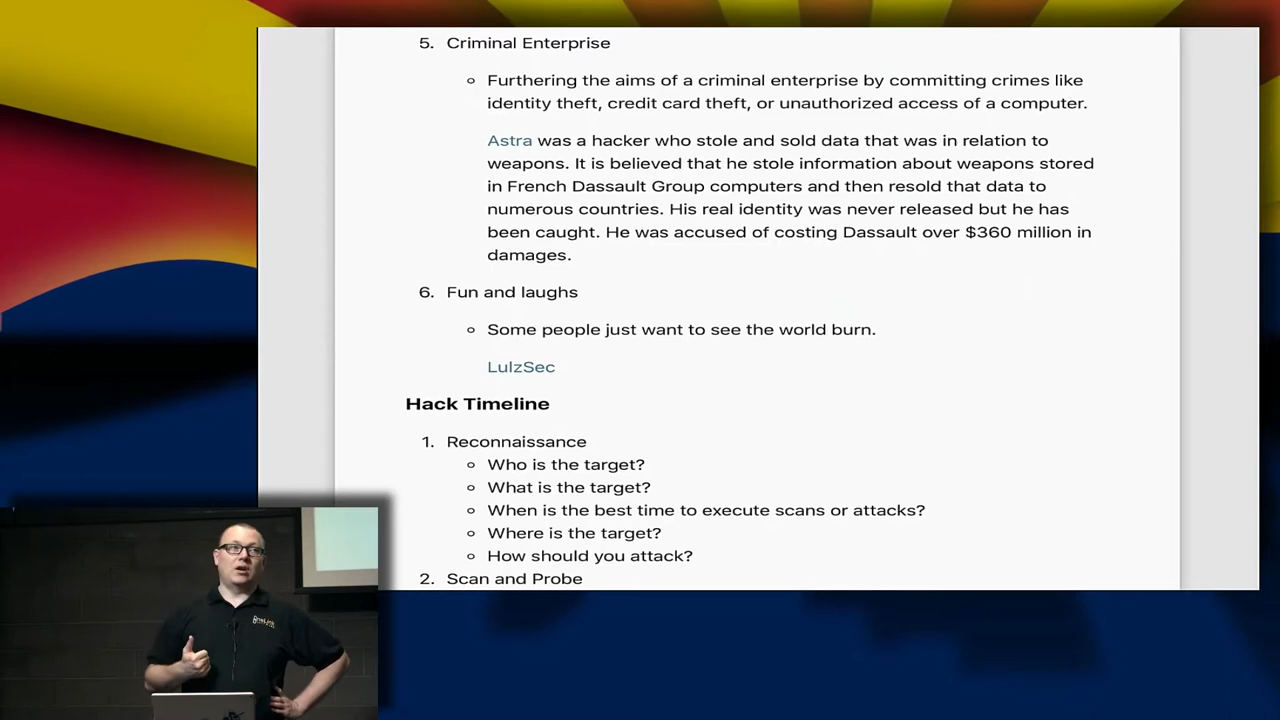 5. Criminal Enterprise
Furthering the aims of a criminal enterprise by committing crimes like
identity theft, credit card theft, or unauthorized access of a computer.
Astra was a hacker who stole and sold data that was in relation to
weapons. It is believed that he stole information about weapons stored
in French Dassault Group computers and then resold that data to
numerous countries. His real identity was never released but he has
been caught. He was accused of costing Dassault over $360 million in
damages.
6. Fun and laughs
Some people just want to see the world burn.
LulzSec
Hack Timeline
1. Reconnaissance
Who is the target?
What is the target?
When is the best time to execute scans or attacks?
Where is the target?
How should you attack?
2. Scan and Probe